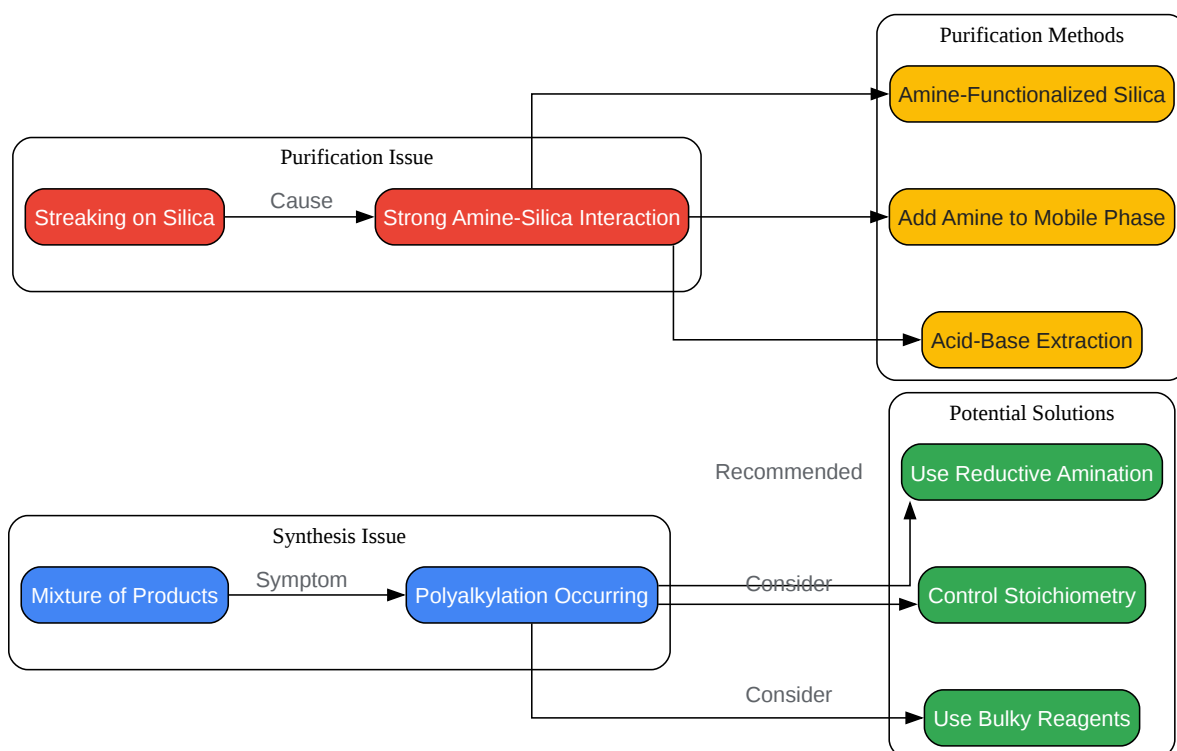 Purification Methods
Amine-Functionalized Silica
Purification Issue
Streaking on Silica
Cause
Strong Amine-Silica Interaction
Add Amine to Mobile Phase
Acid-Base Extraction
Potential Solutions
Recommended
Use Reductive Amination
Synthesis Issue
Mixture of Products
Symptom
Polyalkylation Occurring
Consider
Control Stoichiometry
Consider
Use Bulky Reagents